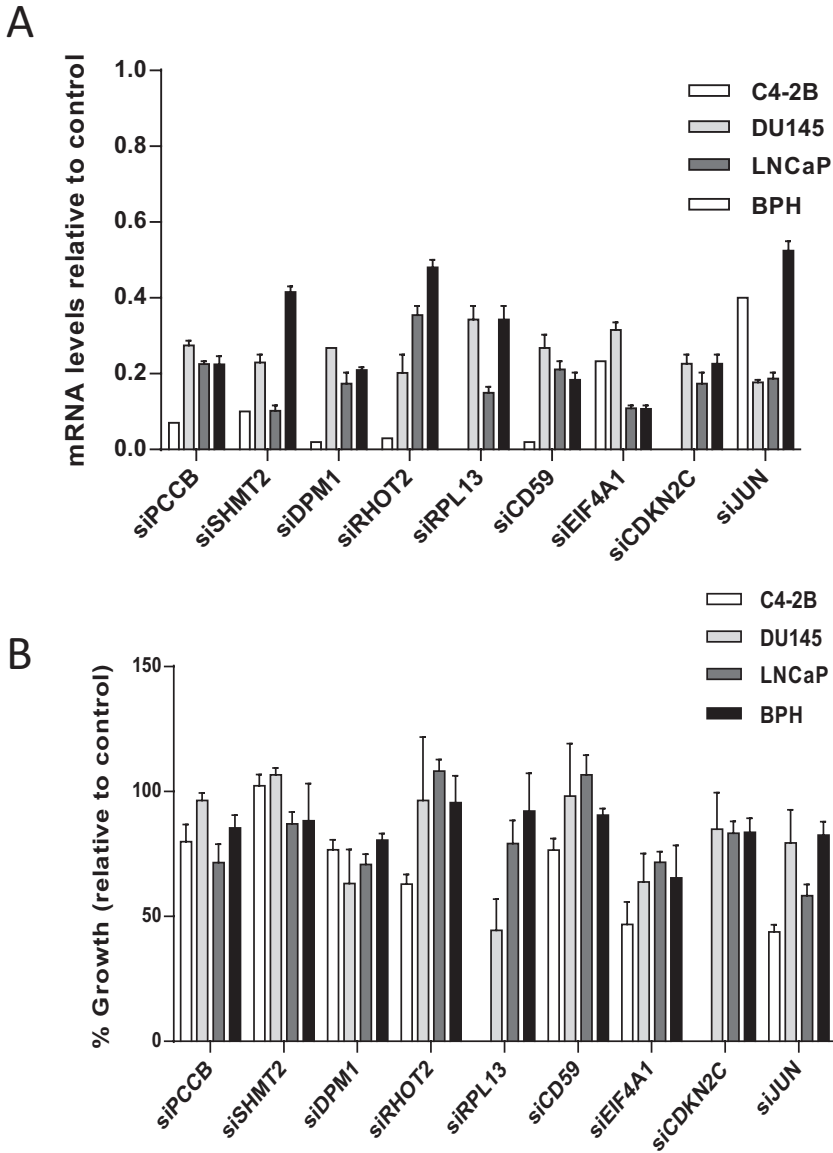 A
mRNA levels relative to control
1.0
0.8
0.6
0.4
0.2
0.0
C4-2B
DU145
LNCaP
BPH
siPCCB
siSHMT2
siDPM1
siRHOT2
siRPL13
siCD59
siEIF4A1
siCDKN2C
siJUN
B
% Growth (relative to control)
150
100
50
0
C4-2B
DU145
LNCaP
BPH
siPCCB
siSHMT2
siDPM1
siRHOT2
siRPL13
siCD59
siEIF4A1
siCDKN2C
siJUN